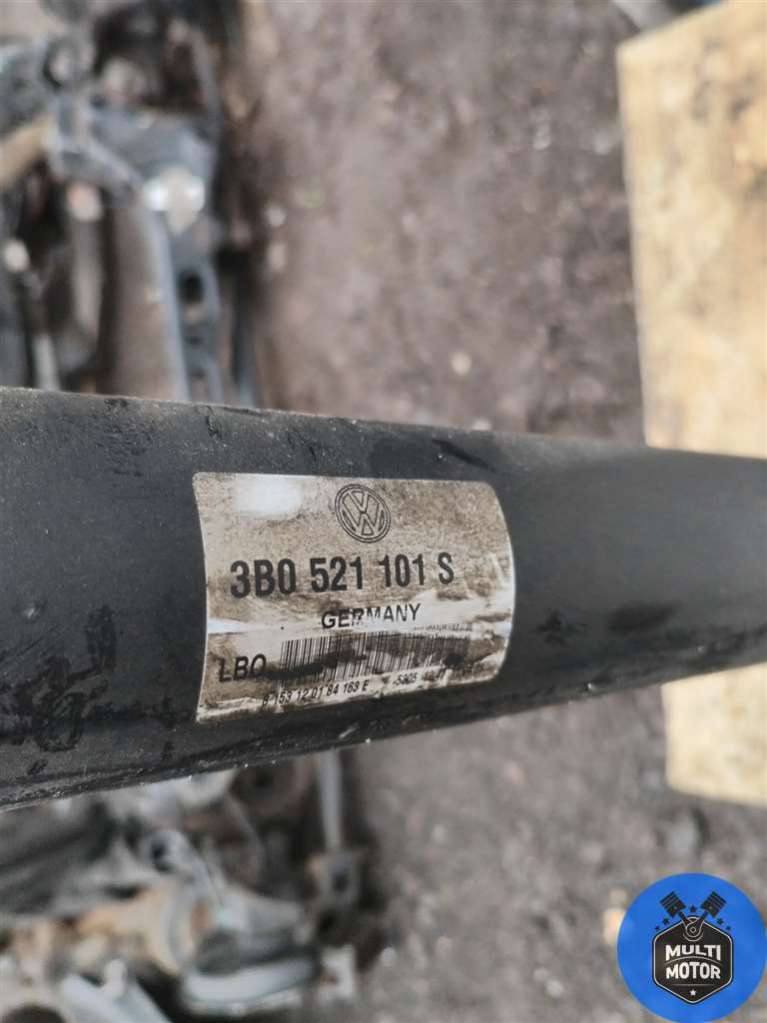 3B0 521 101 S
GERMANY
LBO
MULTI
MOTOR